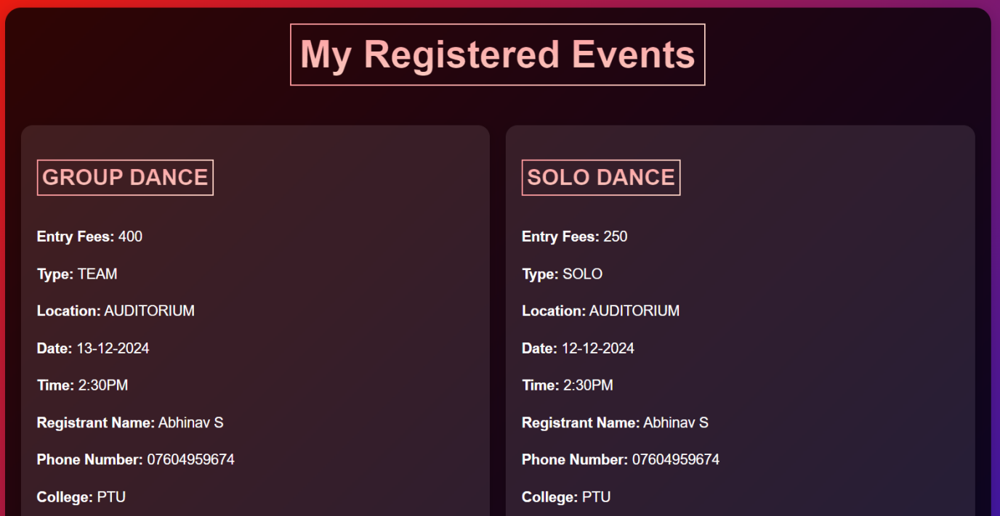 My Registered Events
GROUP DANCE
Entry Fees: 400
Type: TEAM
Location: AUDITORIUM
Date: 13-12-2024
Time: 2:30PM
Registrant Name: Abhinav S
Phone Number: 07604959674
College: PTU
SOLO DANCE
Entry Fees: 250
Type: SOLO
Location: AUDITORIUM
Date: 12-12-2024
Time: 2:30PM
Registrant Name: Abhinav S
Phone Number: 07604959674
College: PTU